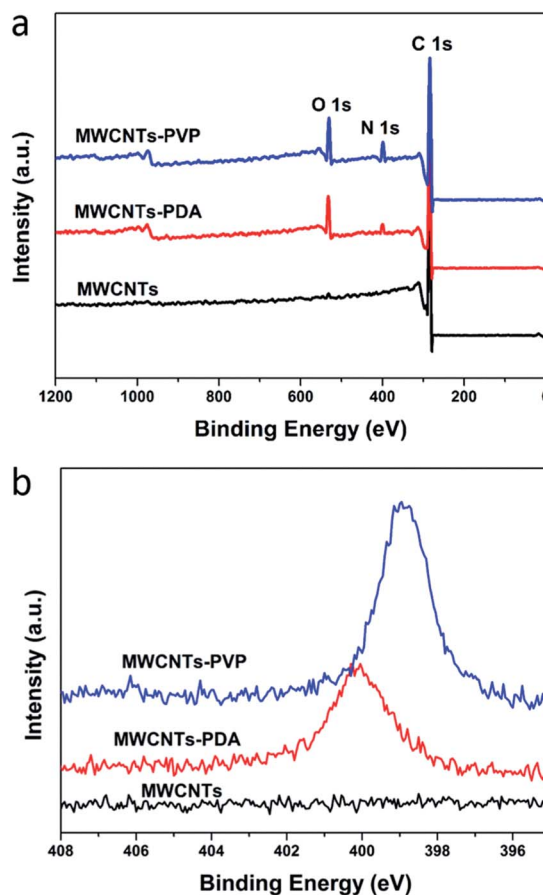 a
C 1s
O 1s
N 1s
MWCNTs-PVP
MWCNTs-PDA
MWCNTs
Intensity (a.u.)
1200 1000 800 600 400 200
Binding Energy (eV)
b
MWCNTs-PVP
MWCNTs-PDA
MWCNTs
Intensity (a.u.)
408 406 404 402 400 398 396
Binding Energy (eV)